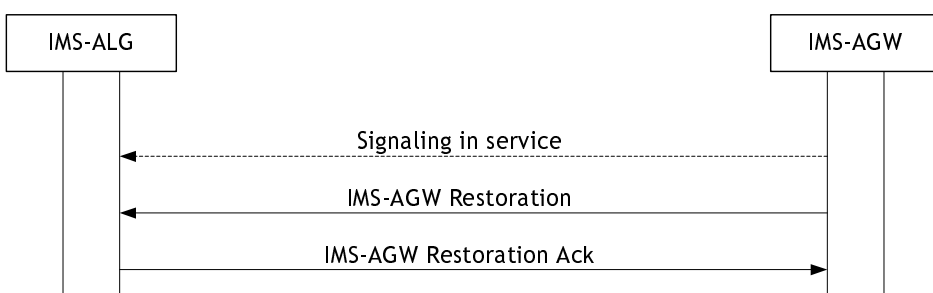 IMS-ALG
IMS-AGW
Signaling in service
IMS-AGW Restoration
IMS-AGW Restoration Ack